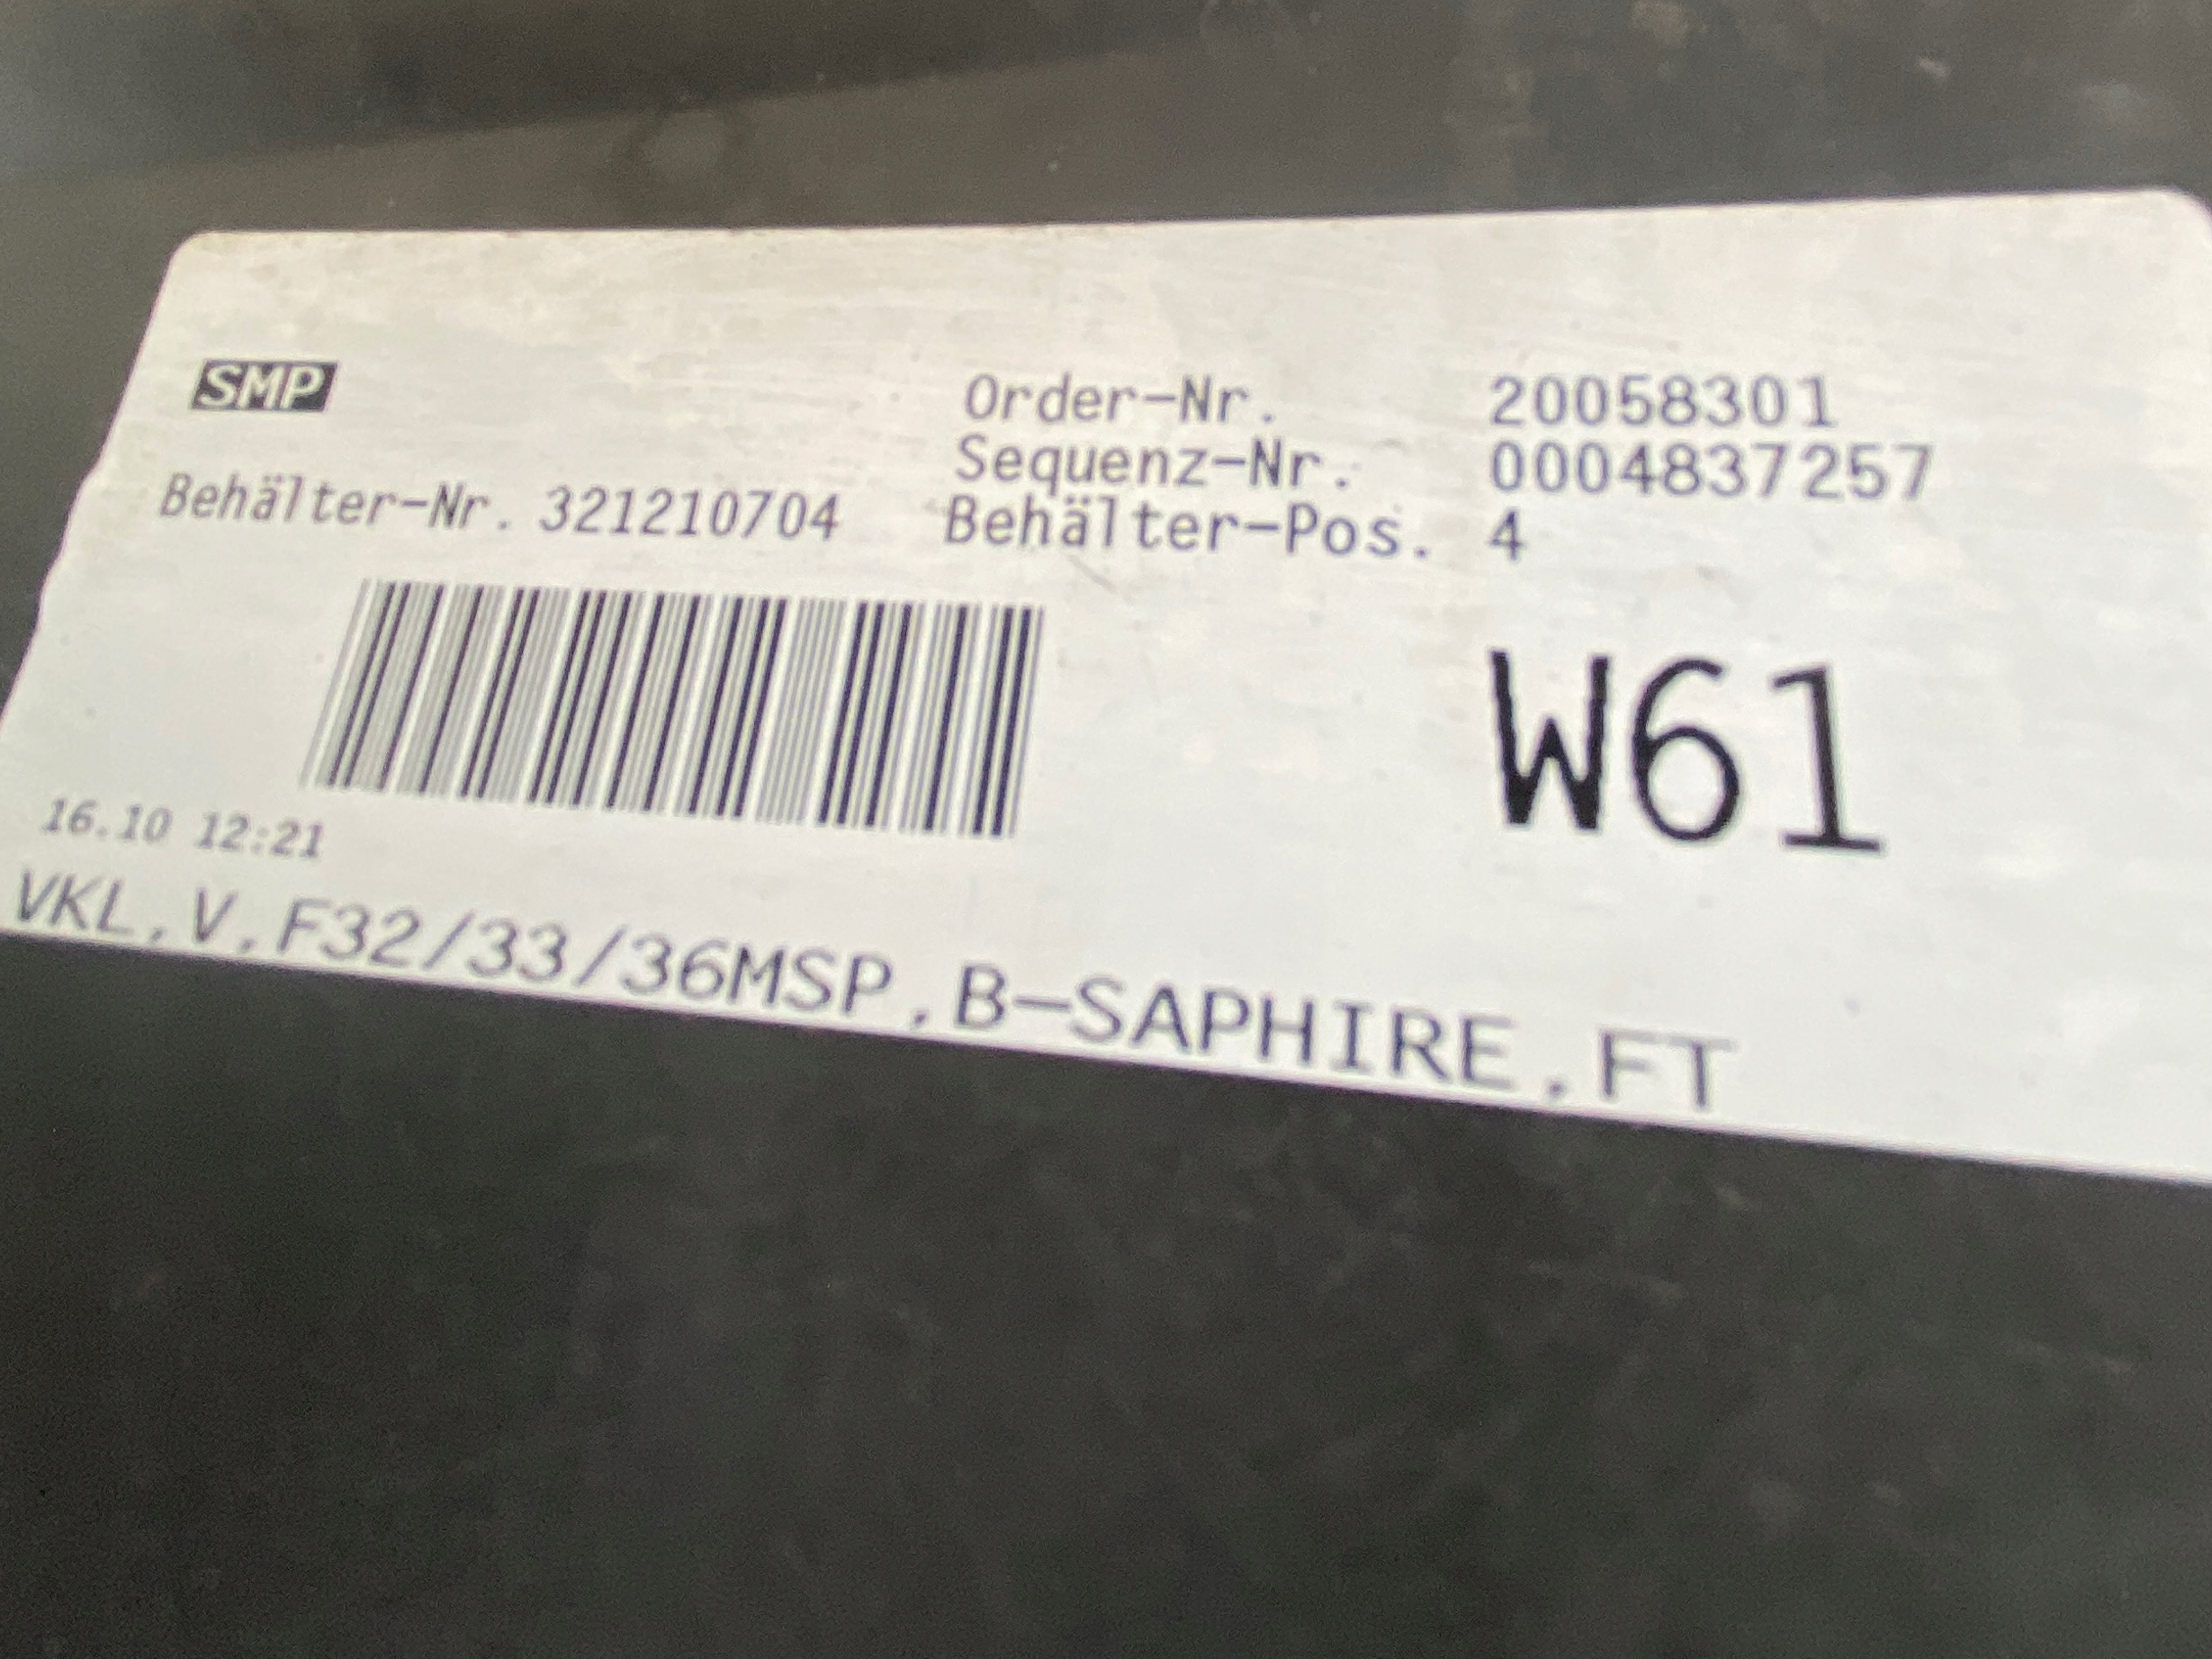 SMP
Order-Nr. 20058301
Sequenz-Nr. 0004837257
Behälter-Nr. 321210704 Behälter-Pos. 4
W61
16.10 12:21
VKL,V,F32/33/36MSP,B-SAPHIRE,FT